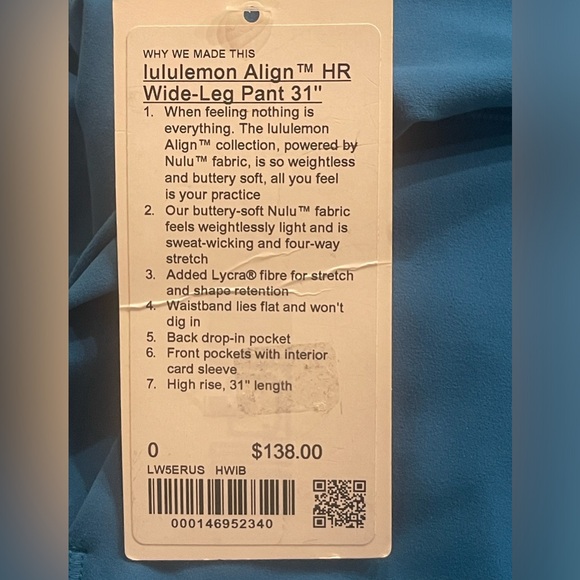 WHY WE MADE THIS
lululemon Align™ HR
Wide-Leg Pant 31"
1. When feeling nothing is
everything. The lululemon
Align™ collection, powered by
Nulu™ fabric, is so weightless
and buttery soft, all you feel
is your practice
2. Our buttery-soft Nulu™ fabric
feels weightlessly light and is
sweat-wicking and four-way
stretch
3. Added Lycra® fibre for stretch
and shape retention
4. Waistband lies flat and won't
dig in
5. Back drop-in pocket
6. Front pockets with interior
card sleeve
7. High rise, 31" length
0 $138.00
LW5ERUS HWIB
000146952340